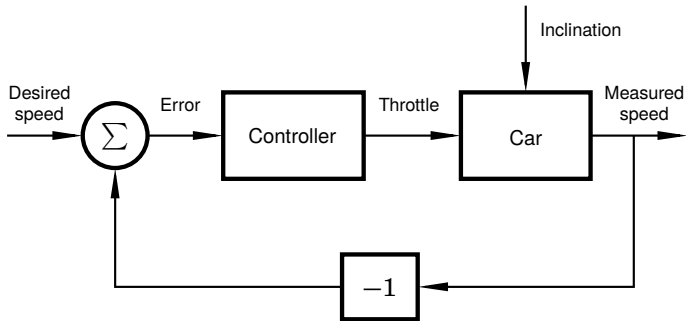 Inclination
Desired
speed
Error
Throttle
Measured
speed
Σ
Controller
Car
−1